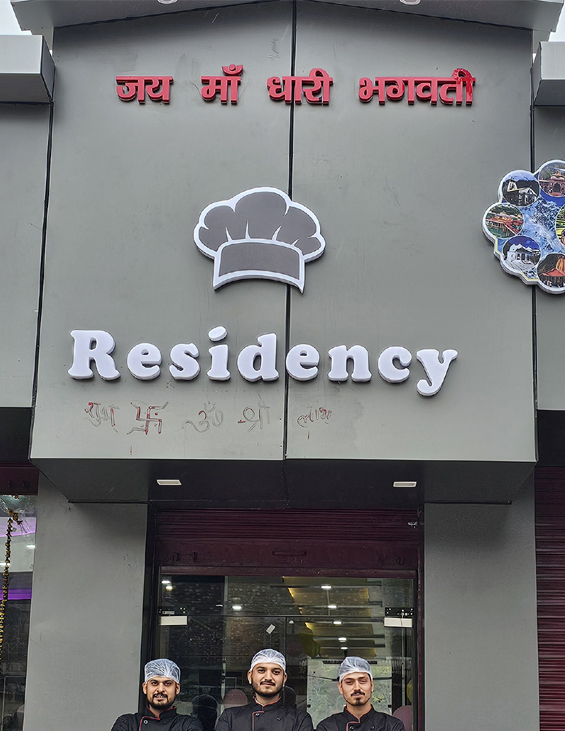 जय माँ धारी भगवती
Residency
शुभ 卐 ॐ श्री लाभ